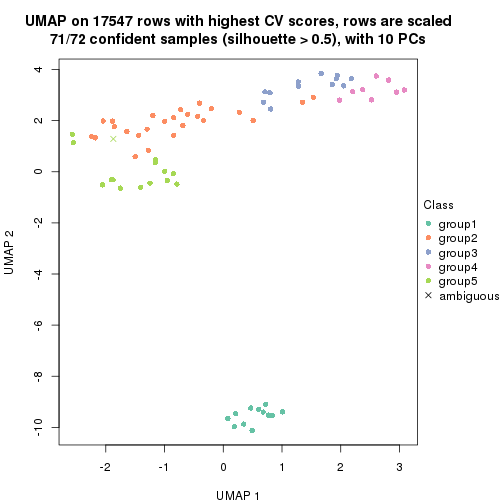 UMAP on 17547 rows with highest CV scores, rows are scaled
71/72 confident samples (silhouette > 0.5), with 10 PCs
4
2
0
-2
-4
-6
-8
-10
UMAP 2
-2
-1
0
1
2
3
UMAP 1
Class
group1
group2
group3
group4
group5
ambiguous